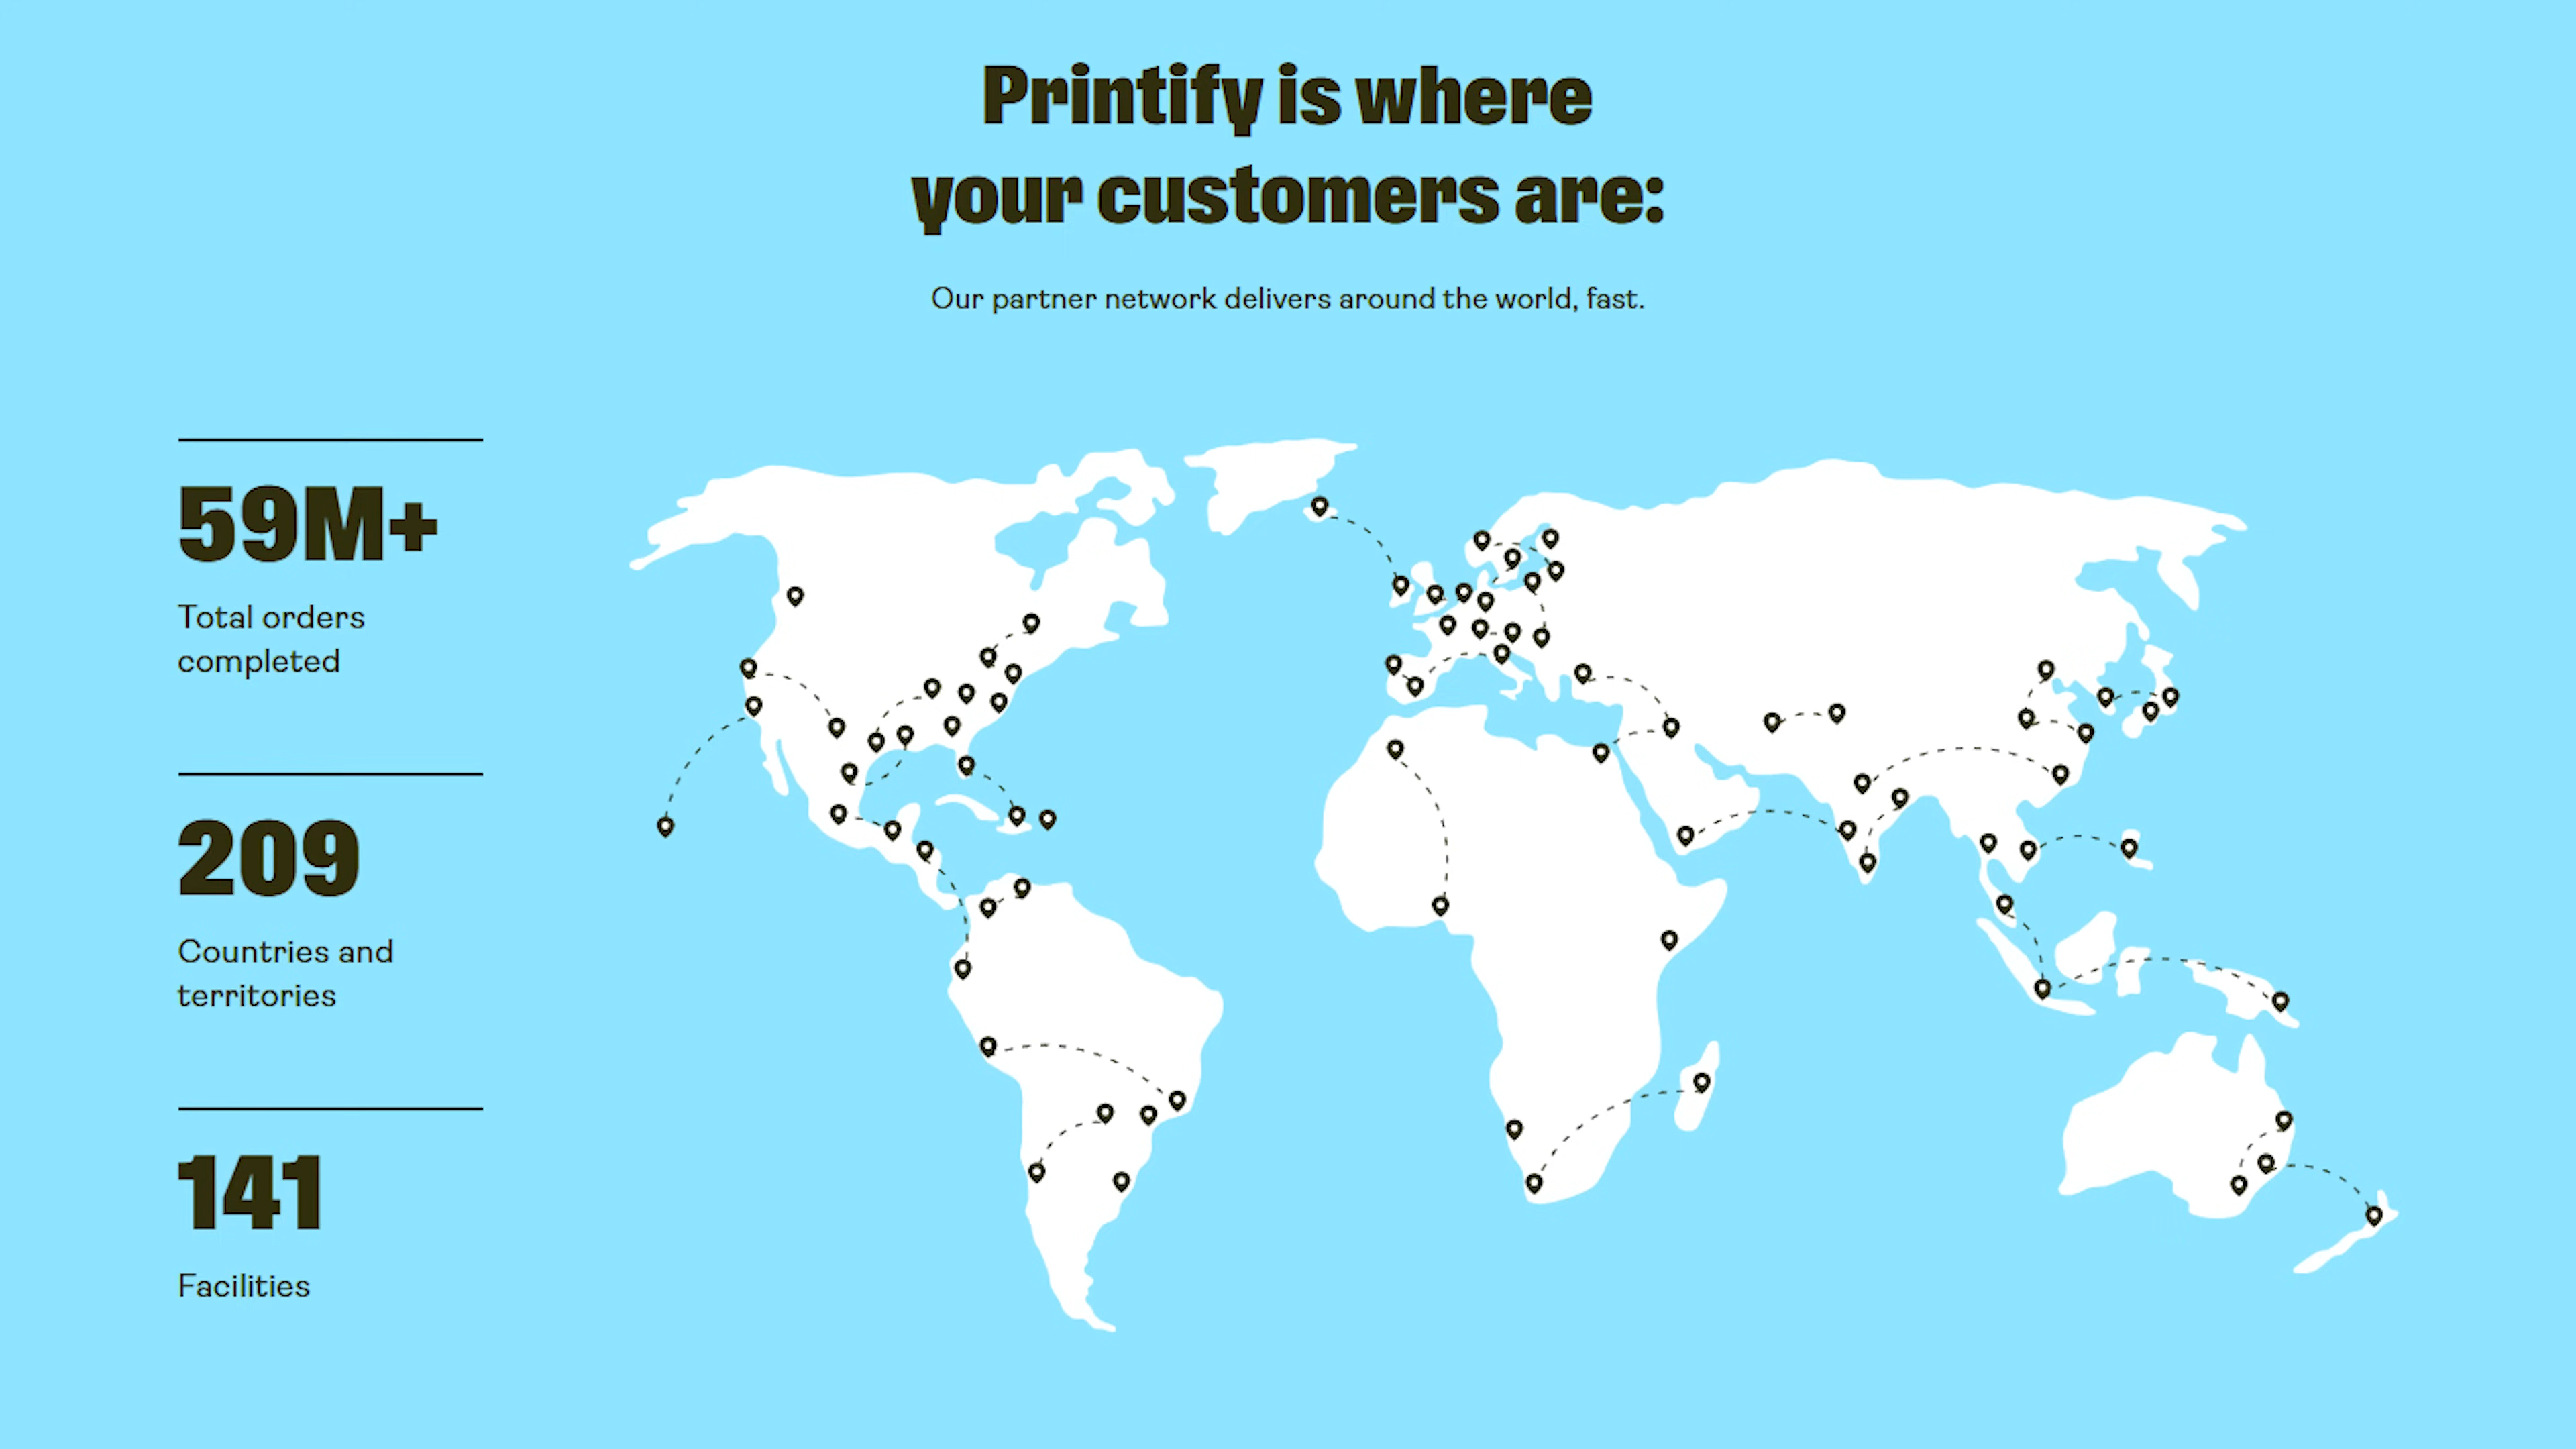 Printify is where
your customers are:
Our partner network delivers around the world, fast.
59M+
Total orders
completed
209
Countries and
territories
141
Facilities